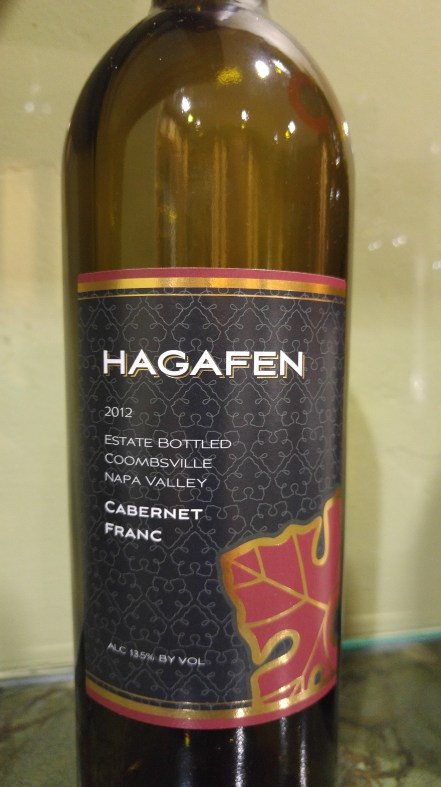 HAGAFEN
2012
ESTATE BOTTLED
COOMBSVILLE
NAPA VALLEY
CABERNET
FRANC
ALC 13.5% BY VOL